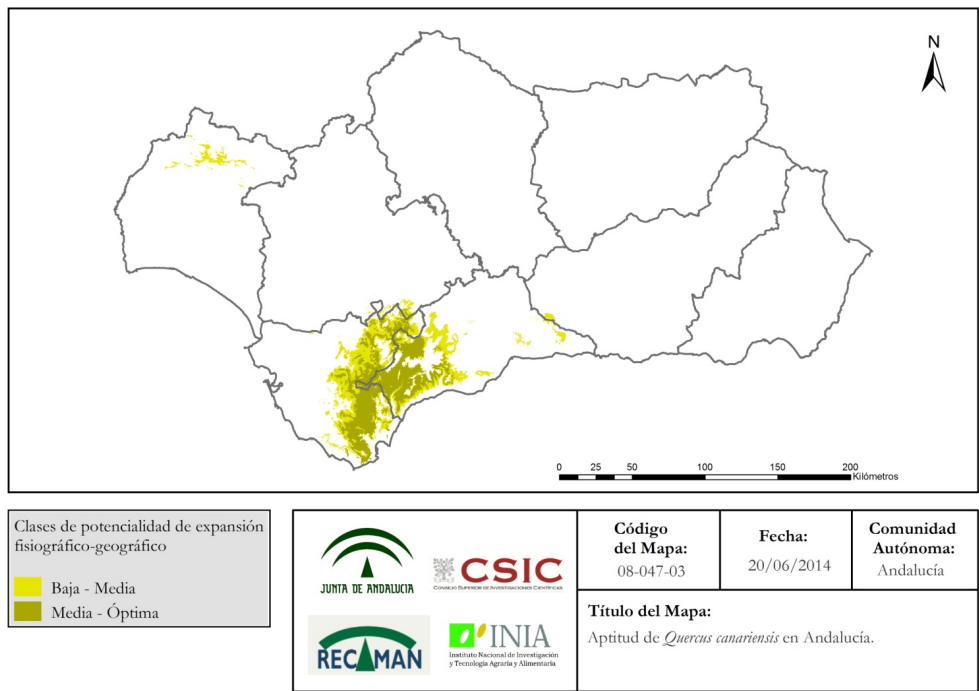 N
0 25 50 100 150 200
Kilómetros
Clases de potencialidad de expansión
fisiográfico-geográfico
Baja - Media
Media - Óptima
JUNTA DE ANDALUCIA
CSIC
CONSEJO SUPERIOR DE INVESTIGACIONES CIENTÍFICAS
RECAMAN
INIA
Instituto Nacional de Investigación
y Tecnología Agraria y Alimentaria
Código
del Mapa:
08-047-03
Fecha:
20/06/2014
Comunidad
Autónoma:
Andalucía
Título del Mapa:
Aptitud de Quercus canariensis en Andalucía.